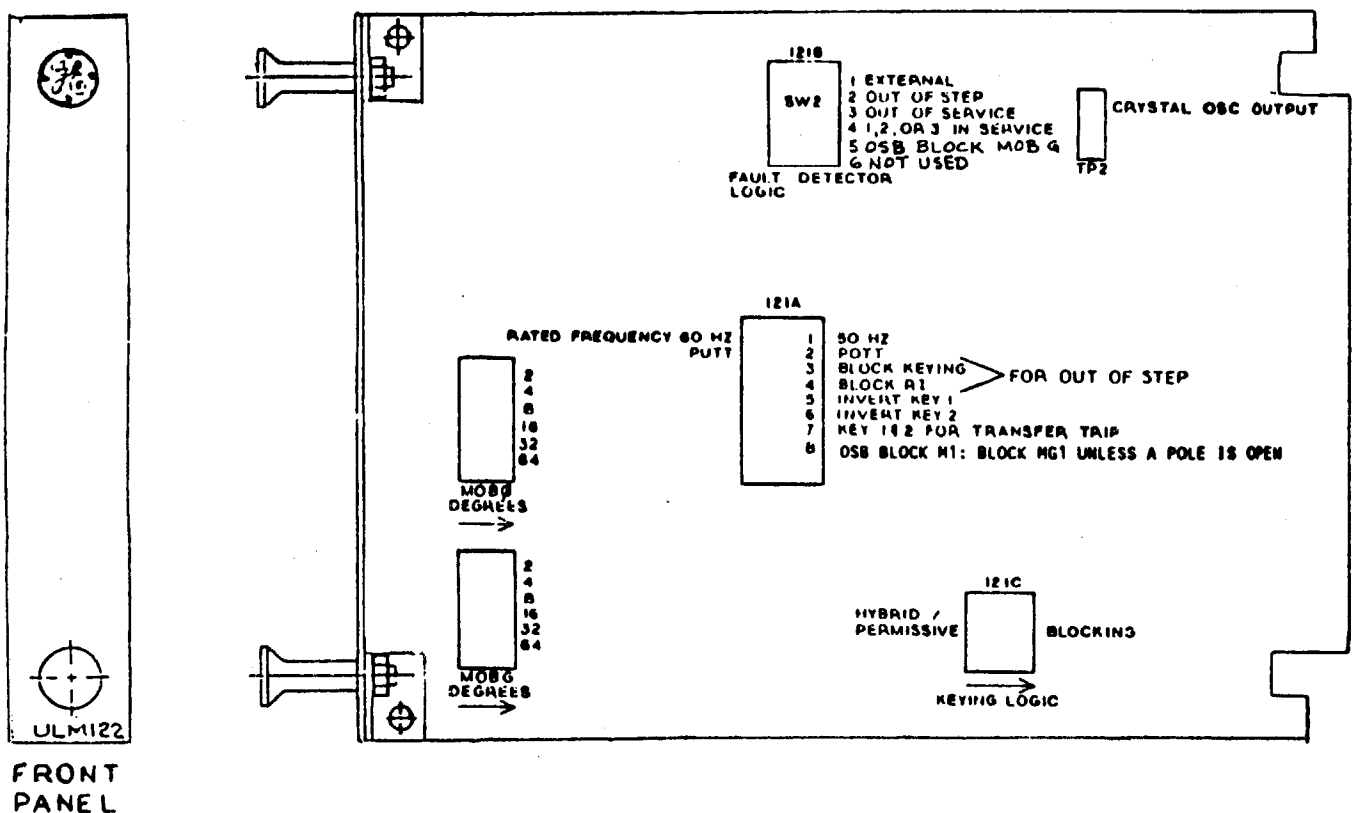 ULM122
FRONT
PANEL
121B
SW2
1 EXTERNAL
2 OUT OF STEP
3 OUT OF SERVICE
4 1,2, OR 3 IN SERVICE
5 OSB BLOCK MOB G
6 NOT USED
FAULT DETECTOR
LOGIC
CRYSTAL OSC OUTPUT
TP2
121A
RATED FREQUENCY 60 HZ 1 50 HZ
PUTT 2 POTT
3 BLOCK KEYING
4 BLOCK RI
FOR OUT OF STEP
5 INVERT KEY 1
6 INVERT KEY 2
7 KEY 1&2 FOR TRANSFER TRIP
8 OSB BLOCK M1: BLOCK MG1 UNLESS A POLE IS OPEN
2
4
8
16
32
64
DEGREES
2
4
8
16
32
64
MOBG
DEGREES
121C
HYBRID /
PERMISSIVE
BLOCKING
KEYING LOGIC